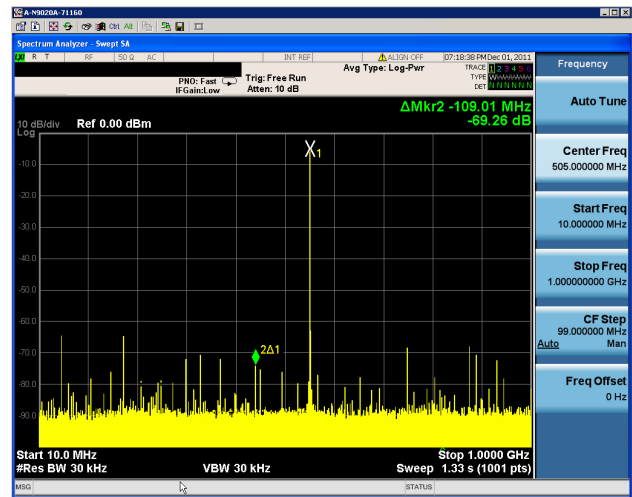 A-N9020A-71160
Ctrl Alt
Spectrum Analyzer - Swept SA
LXI R T RF 50 Ω AC INT REF ALIGN OFF 07:18:38 PM Dec 01, 2011
Avg Type: Log-Pwr TRACE 1 2 3 4 5 6
TYPE
DET N N N N N N
PNO: Fast Trig: Free Run
IFGain:Low Atten: 10 dB
ΔMkr2 -109.01 MHz
-69.26 dB
10 dB/div Ref 0.00 dBm
Log
-10.0
-20.0
-30.0
-40.0
-50.0
-60.0
-70.0
-80.0
-90.0
1
2Δ1
Start 10.0 MHz Stop 1.0000 GHz
#Res BW 30 kHz VBW 30 kHz Sweep 1.33 s (1001 pts)
MSG STATUS
Frequency
Auto Tune
Center Freq
505.000000 MHz
Start Freq
10.000000 MHz
Stop Freq
1.000000000 GHz
CF Step
99.000000 MHz
Auto Man
Freq Offset
0 Hz